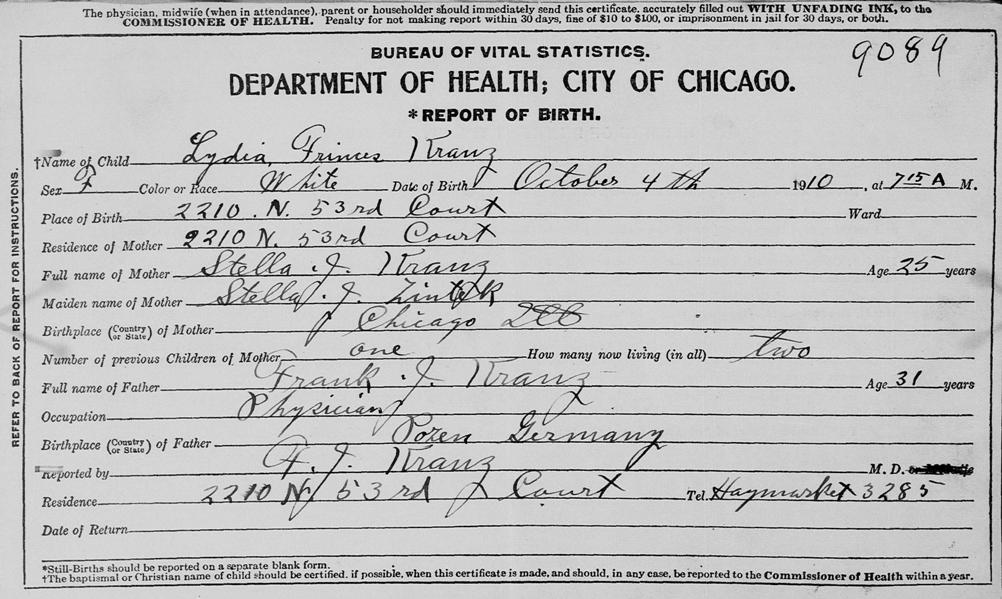 The physician, midwife (when in attendance), parent or householder should immediately send this certificate. accurately filled out WITH UNFADING INK, to the
COMMISSIONER OF HEALTH. Penalty for not making report within 30 days, fine of $10 to $100, or imprisonment in jail for 30 days, or both.
BUREAU OF VITAL STATISTICS.
9089
DEPARTMENT OF HEALTH; CITY OF CHICAGO.
*REPORT OF BIRTH.
†Name of Child Lydia Frinces Kranz
Sex F Color or Race White Date of Birth October 4th 1910, at 7 15 A M.
Place of Birth 2210. N. 53rd Court Ward
Residence of Mother 2210 N. 53rd Court
Full name of Mother Stella. J. Kranz Age 25 years
Maiden name of Mother Stella. J. Zintak
Birthplace (Country or State) of Mother Chicago Ill
Number of previous Children of Mother one How many now living (in all) two
Full name of Father Frank. J. Kranz Age 31 years
Occupation Physician
Birthplace (Country or State) of Father Pozen Germany
Reported by F. J. Kranz M. D.
Residence 2210 N. 53rd Court Tel. Haymarket 3285
Date of Return
*Still-Births should be reported on a separate blank form.
†The baptismal or Christian name of child should be certified. if possible, when this certificate is made, and should, in any case, be reported to the Commissioner of Health within a year.
REFER TO BACK OF REPORT FOR INSTRUCTIONS.